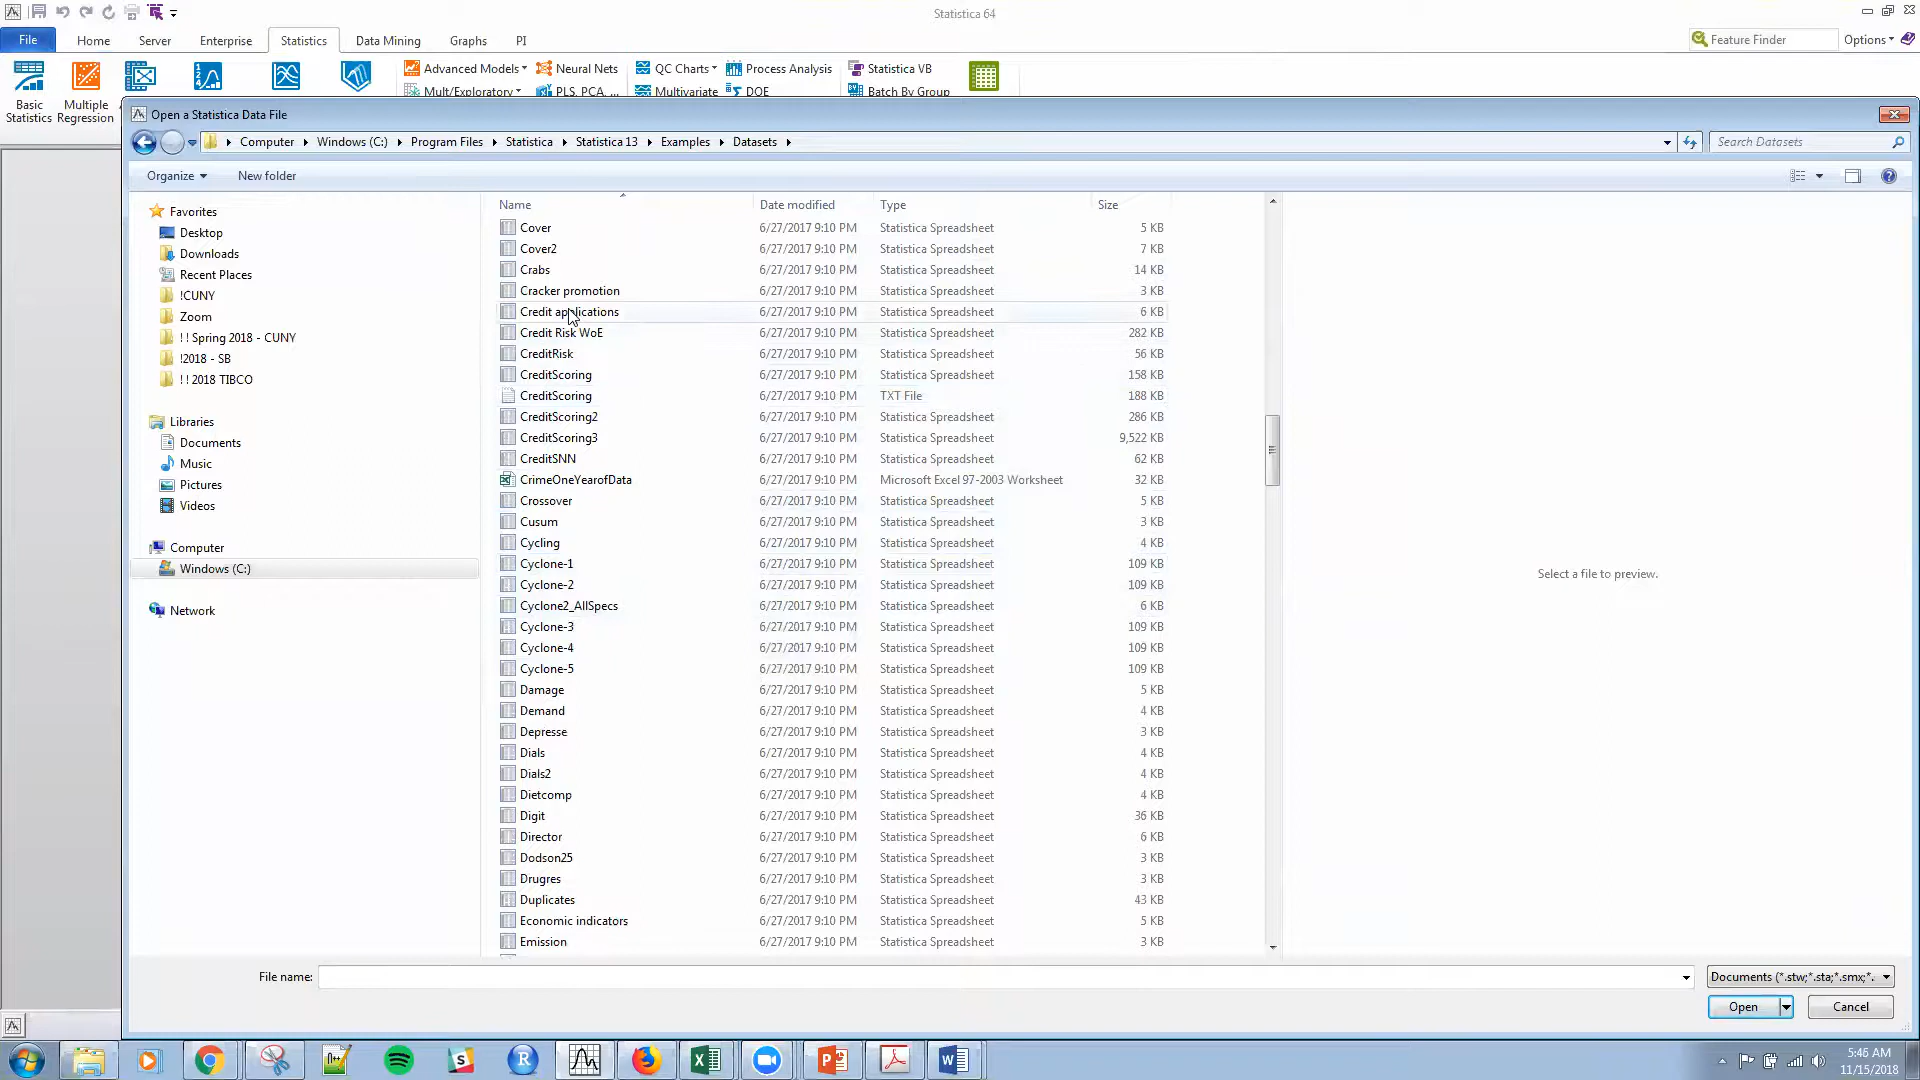 Statistica 64
File Home Server Enterprise Statistics Data Mining Graphs PI Feature Finder Options
Advanced Models Neural Nets QC Charts Process Analysis Statistica VB
Mult/Exploratory PLS, PCA, ... Multivariate DOE Batch By Group
Basic Statistics
Multiple Regression
Open a Statistica Data File
Computer Windows (C:) Program Files Statistica Statistica 13 Examples Datasets Search Datasets
Organize New folder
Favorites
Desktop
Downloads
Recent Places
!CUNY
Zoom
! ! Spring 2018 - CUNY
!2018 - SB
! ! 2018 TIBCO
Libraries
Documents
Music
Pictures
Videos
Computer
Windows (C:)
Network
Name Date modified Type Size
Cover 6/27/2017 9:10 PM Statistica Spreadsheet 5 KB
Cover2 6/27/2017 9:10 PM Statistica Spreadsheet 7 KB
Crabs 6/27/2017 9:10 PM Statistica Spreadsheet 14 KB
Cracker promotion 6/27/2017 9:10 PM Statistica Spreadsheet 3 KB
Credit applications 6/27/2017 9:10 PM Statistica Spreadsheet 6 KB
Credit Risk WoE 6/27/2017 9:10 PM Statistica Spreadsheet 282 KB
CreditRisk 6/27/2017 9:10 PM Statistica Spreadsheet 56 KB
CreditScoring 6/27/2017 9:10 PM Statistica Spreadsheet 158 KB
CreditScoring 6/27/2017 9:10 PM TXT File 188 KB
CreditScoring2 6/27/2017 9:10 PM Statistica Spreadsheet 286 KB
CreditScoring3 6/27/2017 9:10 PM Statistica Spreadsheet 9,522 KB
CreditSNN 6/27/2017 9:10 PM Statistica Spreadsheet 62 KB
CrimeOneYearofData 6/27/2017 9:10 PM Microsoft Excel 97-2003 Worksheet 32 KB
Crossover 6/27/2017 9:10 PM Statistica Spreadsheet 5 KB
Cusum 6/27/2017 9:10 PM Statistica Spreadsheet 3 KB
Cycling 6/27/2017 9:10 PM Statistica Spreadsheet 4 KB
Cyclone-1 6/27/2017 9:10 PM Statistica Spreadsheet 109 KB
Cyclone-2 6/27/2017 9:10 PM Statistica Spreadsheet 109 KB
Cyclone2_AllSpecs 6/27/2017 9:10 PM Statistica Spreadsheet 6 KB
Cyclone-3 6/27/2017 9:10 PM Statistica Spreadsheet 109 KB
Cyclone-4 6/27/2017 9:10 PM Statistica Spreadsheet 109 KB
Cyclone-5 6/27/2017 9:10 PM Statistica Spreadsheet 109 KB
Damage 6/27/2017 9:10 PM Statistica Spreadsheet 5 KB
Demand 6/27/2017 9:10 PM Statistica Spreadsheet 4 KB
Depresse 6/27/2017 9:10 PM Statistica Spreadsheet 3 KB
Dials 6/27/2017 9:10 PM Statistica Spreadsheet 4 KB
Dials2 6/27/2017 9:10 PM Statistica Spreadsheet 4 KB
Dietcomp 6/27/2017 9:10 PM Statistica Spreadsheet 4 KB
Digit 6/27/2017 9:10 PM Statistica Spreadsheet 36 KB
Director 6/27/2017 9:10 PM Statistica Spreadsheet 6 KB
Dodson25 6/27/2017 9:10 PM Statistica Spreadsheet 3 KB
Drugres 6/27/2017 9:10 PM Statistica Spreadsheet 3 KB
Duplicates 6/27/2017 9:10 PM Statistica Spreadsheet 43 KB
Economic indicators 6/27/2017 9:10 PM Statistica Spreadsheet 5 KB
Emission 6/27/2017 9:10 PM Statistica Spreadsheet 3 KB
Select a file to preview.
File name: Documents (*.stw;*.sta;*.smx;*.
Open Cancel
5:46 AM
11/15/2018